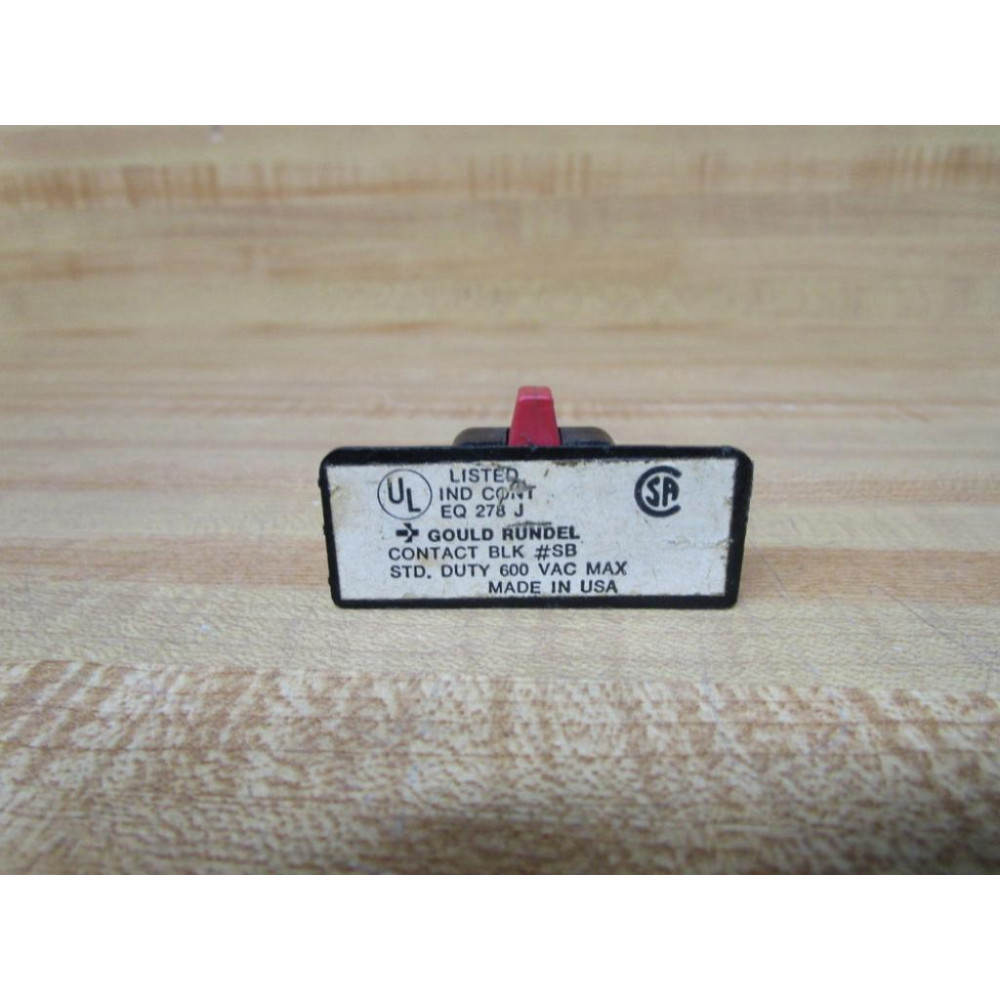 UL LISTED
IND CONT
EQ 278 J
SA
GOULD RUNDEL
CONTACT BLK #SB
STD. DUTY 600 VAC MAX
MADE IN USA